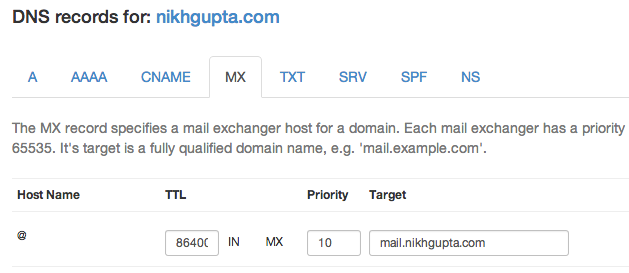 DNS records for: nikhgupta.com
A AAAA CNAME MX TXT SRV SPF NS
The MX record specifies a mail exchanger host for a domain. Each mail exchanger has a priority
65535. It's target is a fully qualified domain name, e.g. 'mail.example.com'.
Host Name TTL Priority Target
@ 8640 IN MX 10 mail.nikhgupta.com